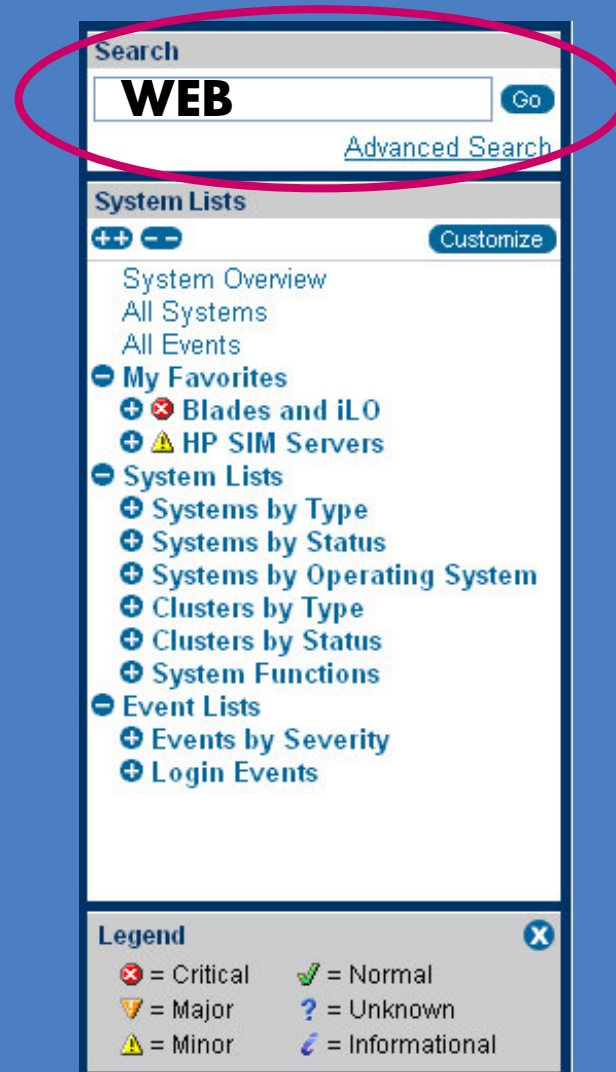 Search
WEB Go
Advanced Search
System Lists
Customize
System Overview
All Systems
All Events
My Favorites
Blades and iLO
HP SIM Servers
System Lists
Systems by Type
Systems by Status
Systems by Operating System
Clusters by Type
Clusters by Status
System Functions
Event Lists
Events by Severity
Login Events
Legend
= Critical = Normal
= Major ? = Unknown
= Minor i = Informational